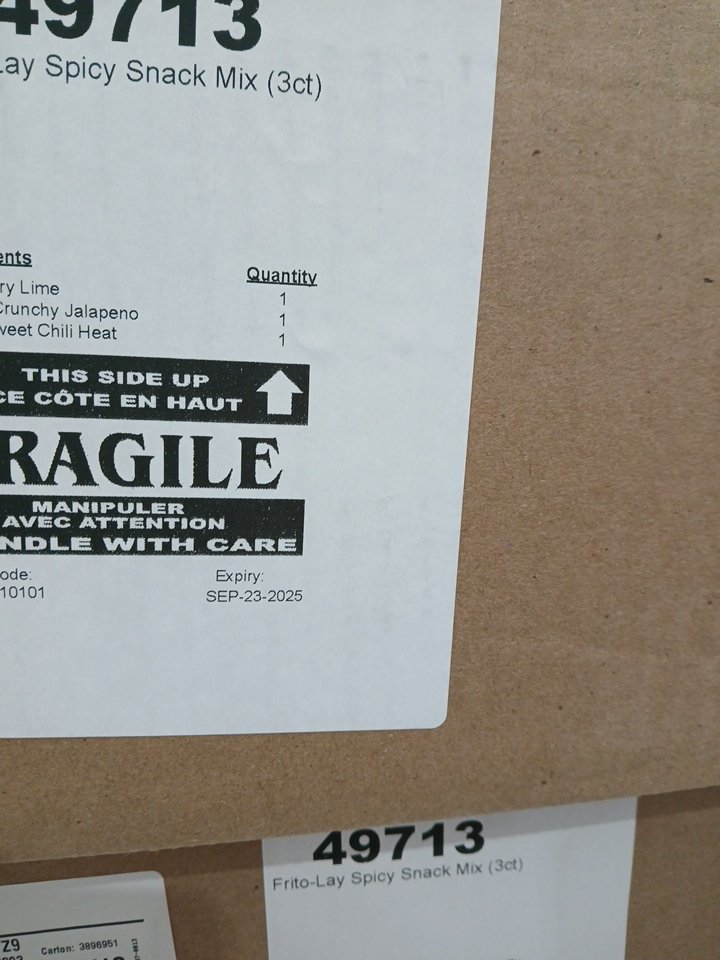 49713
Lay Spicy Snack Mix (3ct)
ents
Quantity
ry Lime
1
Crunchy Jalapeno
1
weet Chili Heat
1
THIS SIDE UP
CE CÔTE EN HAUT
RAGILE
MANIPULER
AVEC ATTENTION
NDLE WITH CARE
ode:
Expiry:
10101
SEP-23-2025
49713
Frito-Lay Spicy Snack Mix (3ct)
Z9
Carton: 3896951